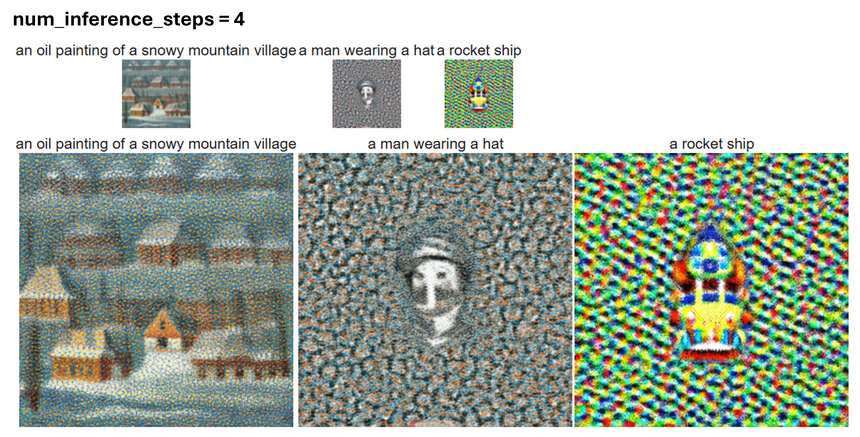 num_inference_steps = 4
an oil painting of a snowy mountain village a man wearing a hat a rocket ship
an oil painting of a snowy mountain village a man wearing a hat a rocket ship